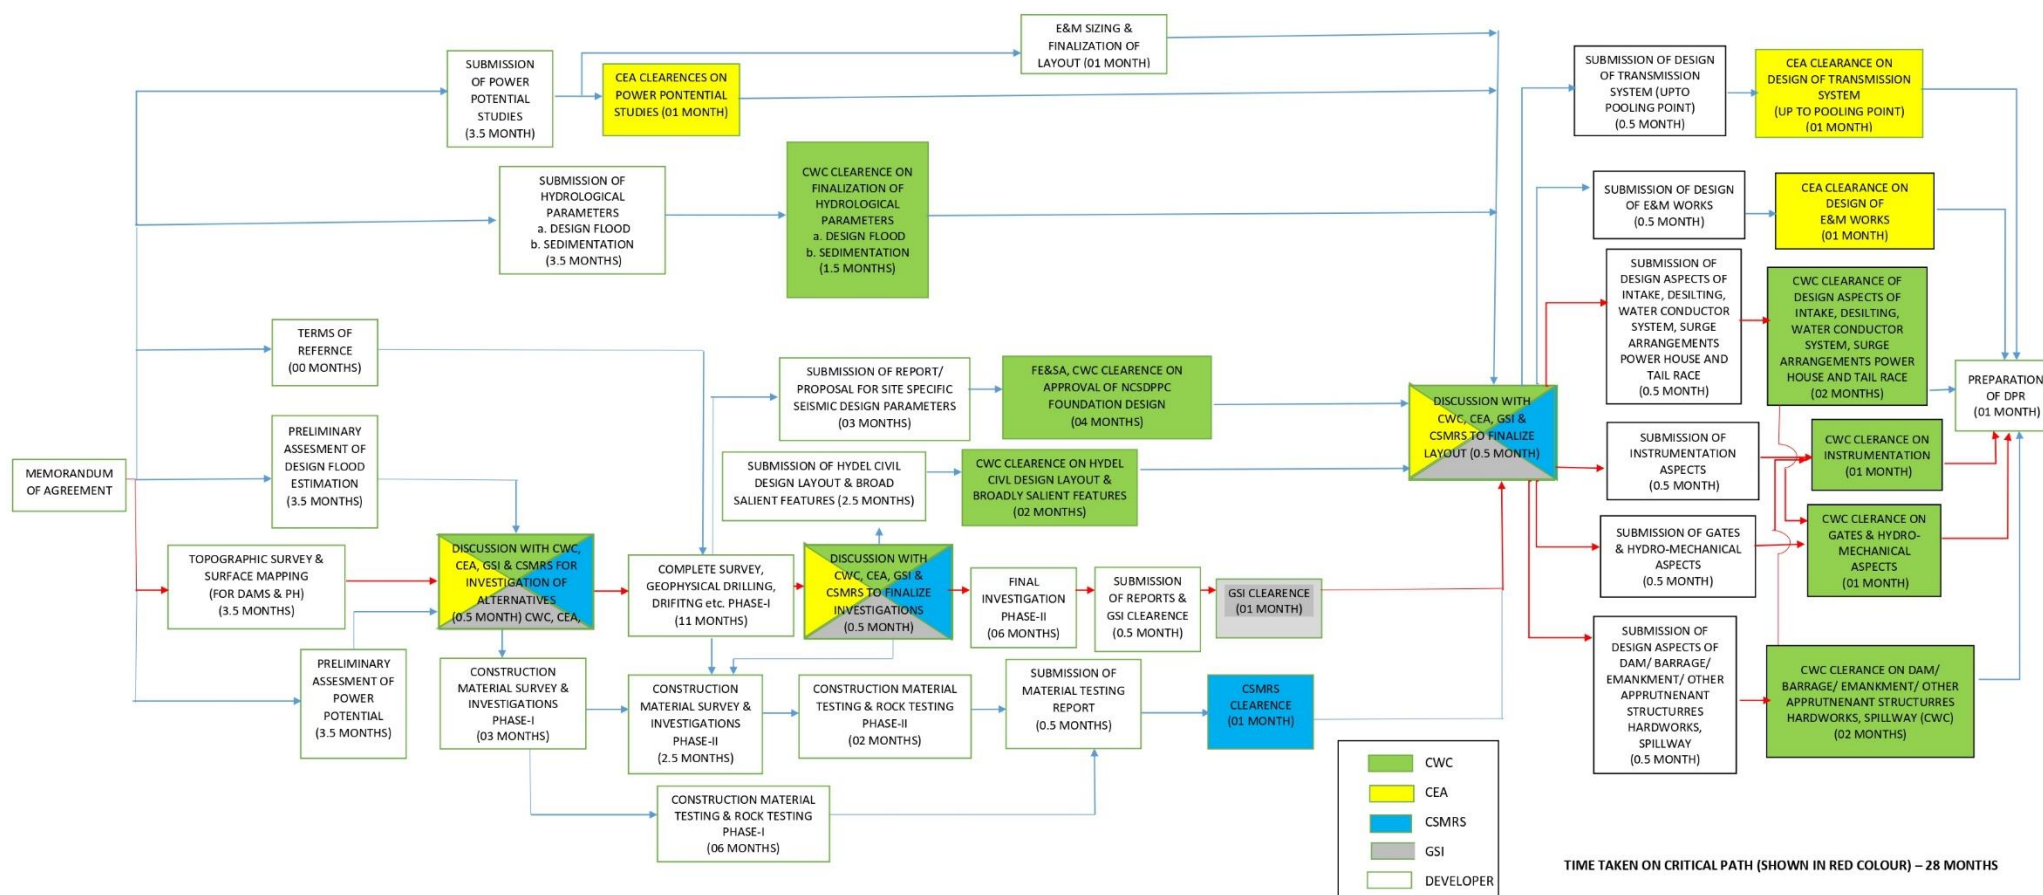 E&M SIZING &
FINALIZATION OF
LAYOUT (01 MONTH)
SUBMISSION
OF POWER
POTENTIAL
STUDIES
(3.5 MONTH)
CEA CLEARENCES ON
POWER PONTENTIAL
STUDIES (01 MONTH)
SUBMISSION OF DESIGN
OF TRANSMISSION
SYSTEM (UPTO
POOLING POINT)
(0.5 MONTH)
CEA CLEARANCE ON
DESIGN OF TRANSMISSION
SYSTEM
(UP TO POOLING POINT)
(01 MONTH)
SUBMISSION OF
HYDROLOGICAL
PARAMETERS
a. DESIGN FLOOD
b. SEDIMENTATION
(3.5 MONTHS)
CWC CLEARENCE ON
FINALIZATION OF
HYDROLOGICAL
PARAMETERS
a. DESIGN FLOOD
b. SEDIMENTATION
(1.5 MONTHS)
SUBMISSION OF DESIGN
OF E&M WORKS
(0.5 MONTH)
CEA CLEARANCE ON
DESIGN OF
E&M WORKS
(01 MONTH)
SUBMISSION OF
DESIGN ASPECTS OF
INTAKE, DESILTING,
WATER CONDUCTOR
SYSTEM, SURGE
ARRANGEMENTS
POWER HOUSE AND
TAIL RACE
(0.5 MONTH)
CWC CLEARANCE OF
DESIGN ASPECTS OF
INTAKE, DESILTING,
WATER CONDUCTOR
SYSTEM, SURGE
ARRANGEMENTS POWER
HOUSE AND TAIL RACE
(02 MONTHS)
TERMS OF
REFERNCE
(00 MONTHS)
SUBMISSION OF REPORT/
PROPOSAL FOR SITE SPECIFIC
SEISMIC DESIGN PARAMETERS
(03 MONTHS)
FE&SA, CWC CLEARENCE ON
APPROVAL OF NCSDPPC
FOUNDATION DESIGN
(04 MONTHS)
DISCUSSION WITH
CWC, CEA, GSI &
CSMRS TO FINALIZE
LAYOUT (0.5 MONTH)
PREPARATION
OF DPR
(01 MONTH)
MEMORANDUM
OF AGREEMENT
PRELIMINARY
ASSESMENT OF
DESIGN FLOOD
ESTIMATION
(3.5 MONTH)
SUBMISSION OF HYDEL CIVIL
DESIGN LAYOUT & BROAD
SALIENT FEATURES (2.5 MONTHS)
CWC CLEARENCE ON HYDEL
CIVL DESIGN LAYOUT &
BROADLY SALIENT FEATURES
(02 MONTHS)
SUBMISSION OF
INSTRUMENTATION
ASPECTS
(0.5 MONTH)
CWC CLERANCE ON
INSTRUMENTATION
(01 MONTH)
TOPOGRAPHIC SURVEY &
SURFACE MAPPING
(FOR DAMS & PH)
(3.5 MONTHS)
DISCUSSION WITH CWC,
CEA, GSI & CSMRS FOR
INVESTIGATION OF
ALTERNATIVES
(0.5 MONTH) CWC, CEA,
COMPLETE SURVEY,
GEOPHYSICAL DRILLING,
DRIFITNG etc. PHASE-I
(11 MONTHS)
DISCUSSION WITH
CWC, CEA, GSI &
CSMRS TO FINALIZE
INVESTIGATIONS
(0.5 MONTH)
FINAL
INVESTIGATION
PHASE-II
(06 MONTHS)
SUBMISSION
OF REPORTS &
GSI CLEARENCE
(0.5 MONTH)
GSI CLEARENCE
(01 MONTH)
SUBMISSION OF GATES
& HYDRO-MECHANICAL
ASPECTS
(0.5 MONTH)
CWC CLERANCE ON
GATES & HYDRO-
MECHANICAL
ASPECTS
(01 MONTH)
PRELIMINARY
ASSESMENT OF
POWER
POTENTIAL
(3.5 MONTHS)
CONSTRUCTION
MATERIAL SURVEY &
INVESTIGATIONS
PHASE-I
(03 MONTHS)
CONSTRUCTION
MATERIAL SURVEY &
INVESTIGATIONS
PHASE-II
(2.5 MONTHS)
CONSTRUCTION MATERIAL
TESTING & ROCK TESTING
PHASE-II
(02 MONTHS)
SUBMISSION OF
MATERIAL TESTING
REPORT
(0.5 MONTHS)
CSMRS
CLEARENCE
(01 MONTH)
SUBMISSION OF
DESIGN ASPECTS OF
DAM/ BARRAGE/
EMANKMENT/ OTHER
APPRUTNENANT
STRUCTURRES
HARDWORKS,
SPILLWAY
(0.5 MONTH)
CWC CLERANCE ON DAM/
BARRAGE/ EMANKMENT/ OTHER
APPRUTNENANT STRUCTURRES
HARDWORKS, SPILLWAY (CWC)
(02 MONTHS)
CONSTRUCTION MATERIAL
TESTING & ROCK TESTING
PHASE-I
(06 MONTHS)
CWC
CEA
CSMRS
GSI
DEVELOPER
TIME TAKEN ON CRITICAL PATH (SHOWN IN RED COLOUR) – 28 MONTHS